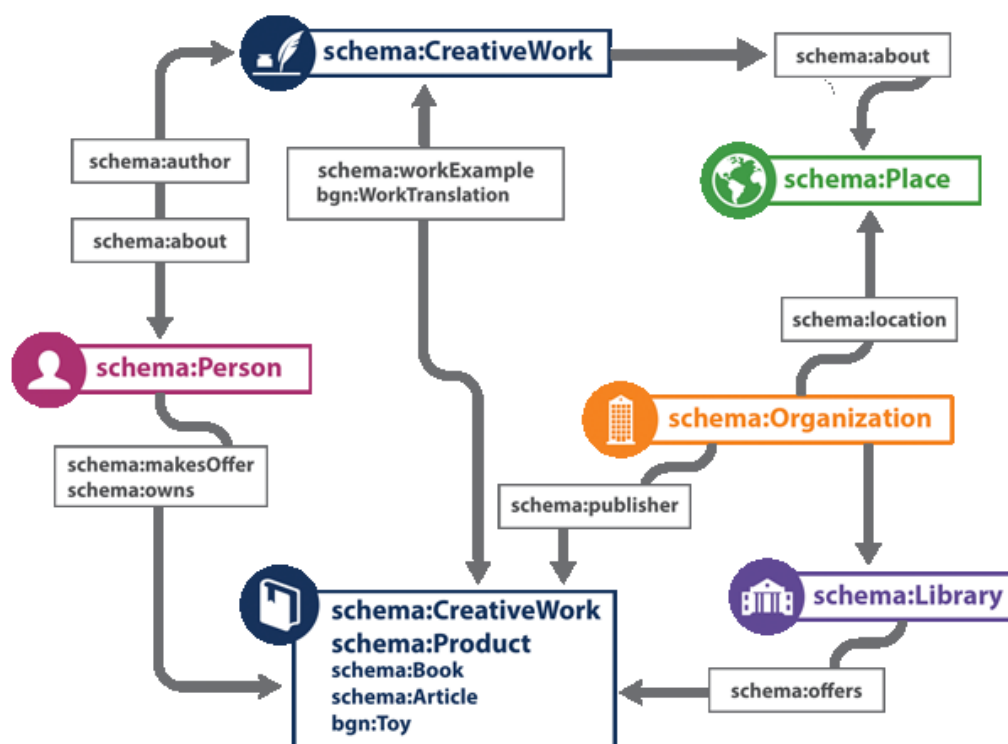 schema:CreativeWork
schema:about
schema:author
schema:workExample
bgn:WorkTranslation
schema:Place
schema:about
schema:location
schema:Person
schema:Organization
schema:makesOffer
schema:owns
schema:publisher
schema:CreativeWork
schema:Product
schema:Book
schema:Article
bgn:Toy
schema:Library
schema:offers